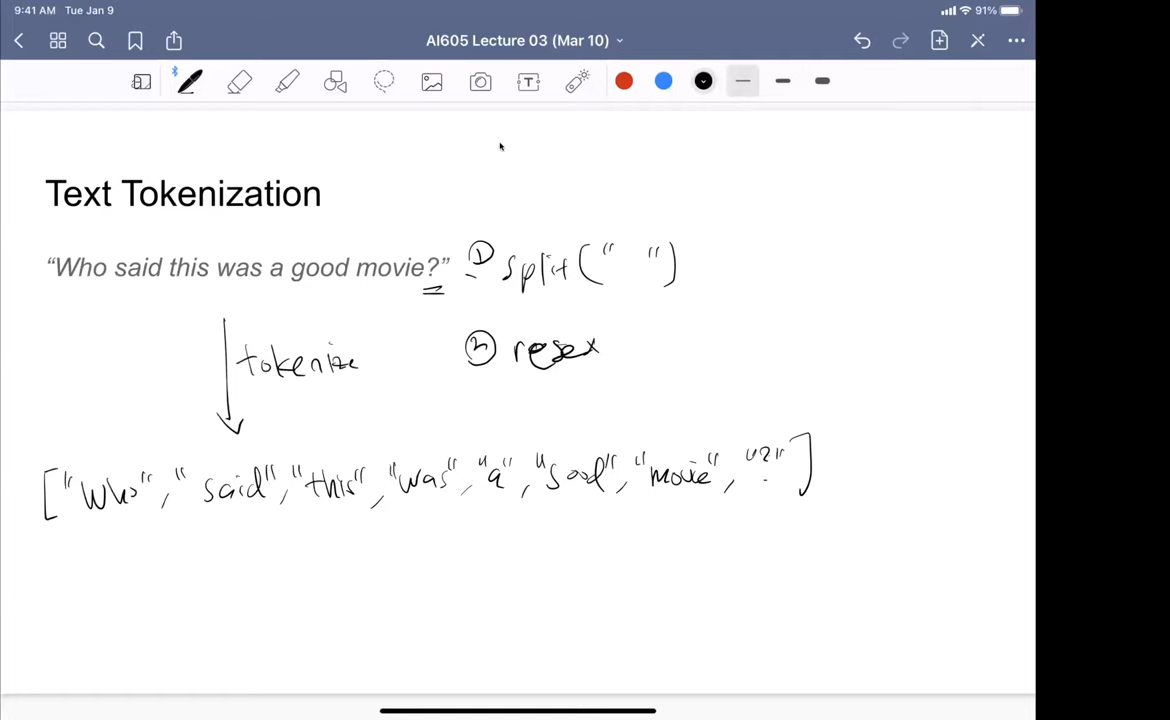 9:41 AM Tue Jan 9
91%
AI605 Lecture 03 (Mar 10)
T
Text Tokenization
“Who said this was a good movie?” ① split(" ")
tokenize ② regex
["Who", "said", "this", "was", "a", "good", "movie", "?"]